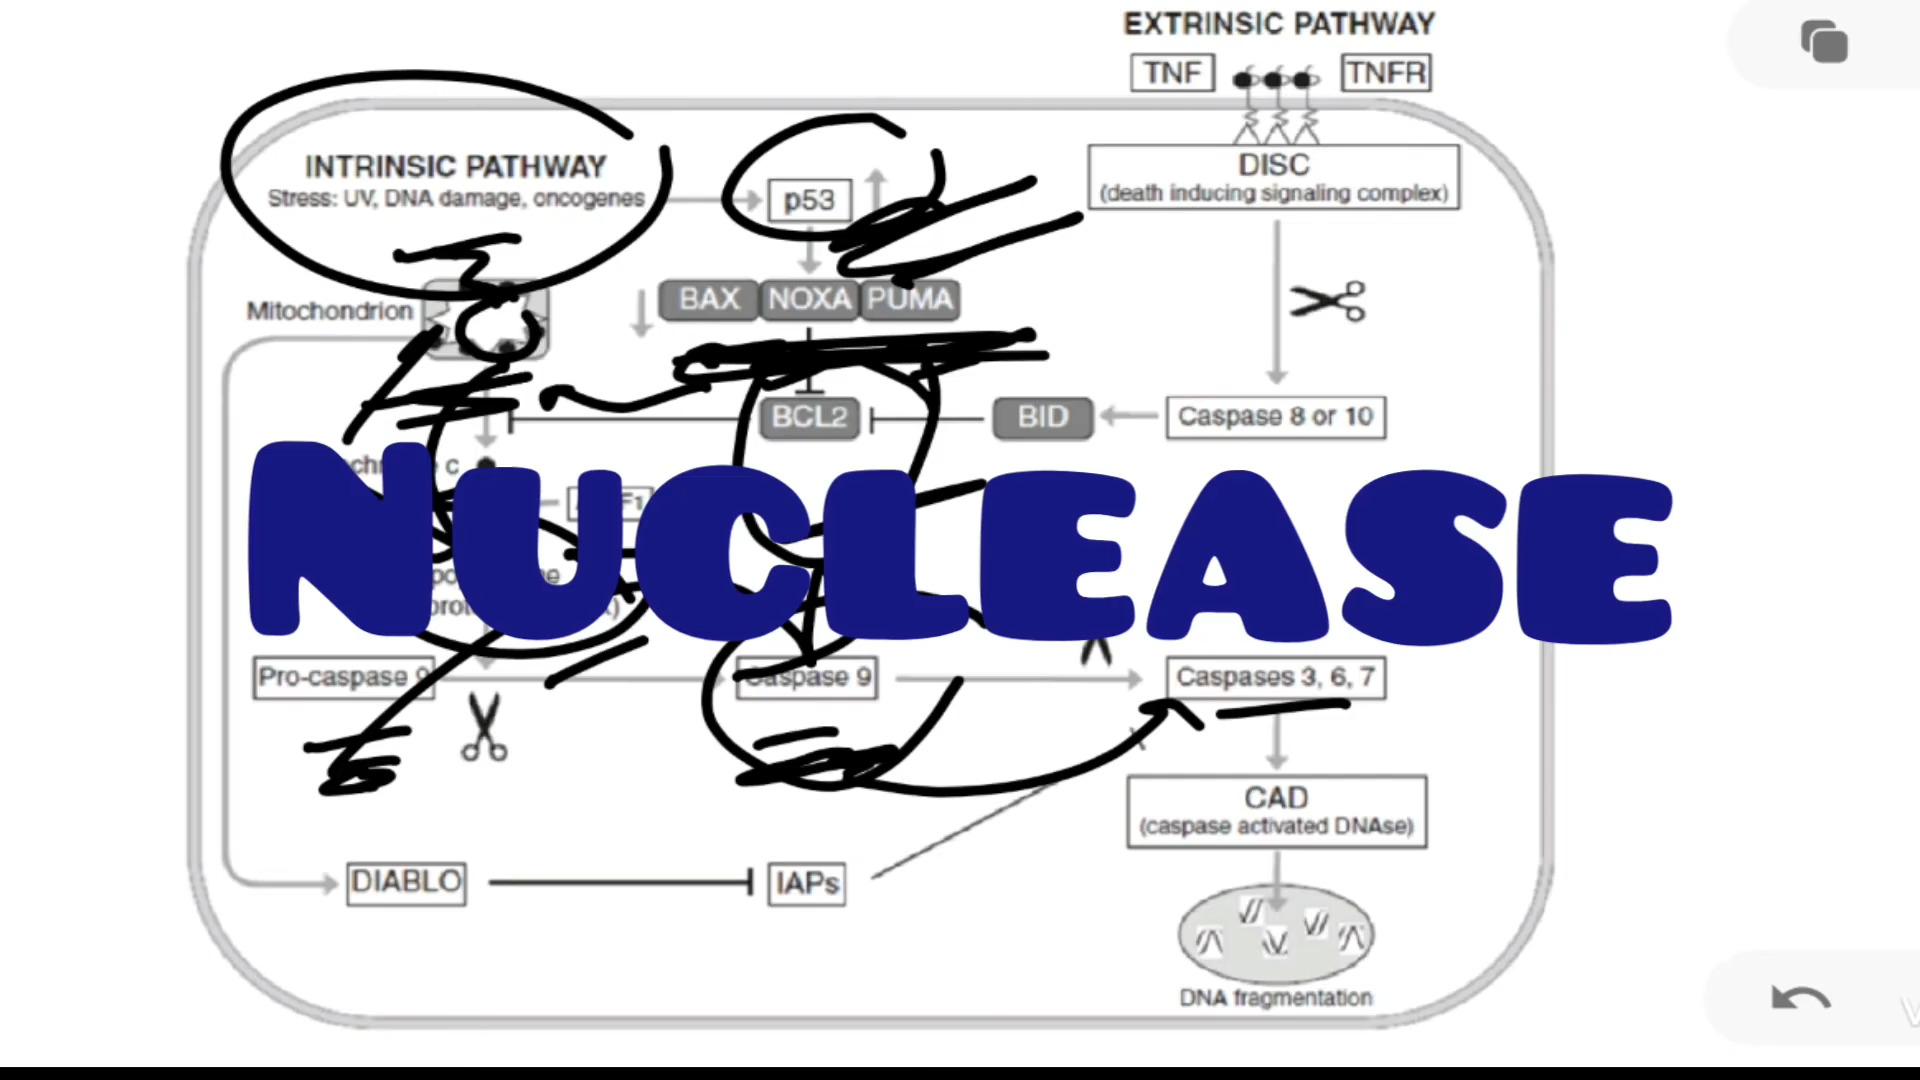 EXTRINSIC PATHWAY
TNF TNFR
INTRINSIC PATHWAY
Stress: UV, DNA damage, oncogenes
p53
DISC
(death inducing signaling complex)
Mitochondrion
BAX NOXA PUMA
BCL2
BID
Caspase 8 or 10
NUCLEASE
Pro-caspase 9
Caspase 9
Caspases 3, 6, 7
CAD
(caspase activated DNAse)
DIABLO
IAPs
DNA fragmentation